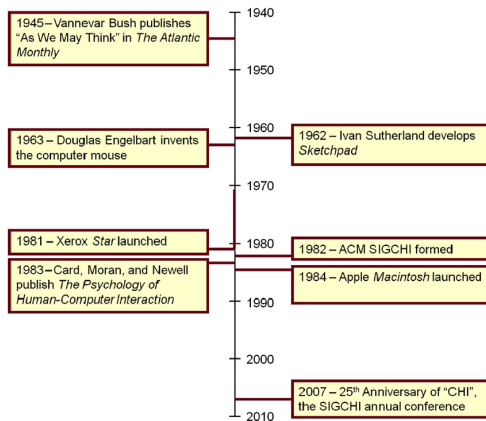 1940
1945 – Vannevar Bush publishes
“As We May Think” in The Atlantic
Monthly
1950
1960
1963 – Douglas Engelbart invents
the computer mouse
1962 – Ivan Sutherland develops
Sketchpad
1970
1981 – Xerox Star launched
1980
1982 – ACM SIGCHI formed
1983–Card, Moran, and Newell
publish The Psychology of
Human-Computer Interaction
1984 – Apple Macintosh launched
1990
2000
2007 – 25th Anniversary of “CHI”,
the SIGCHI annual conference
2010